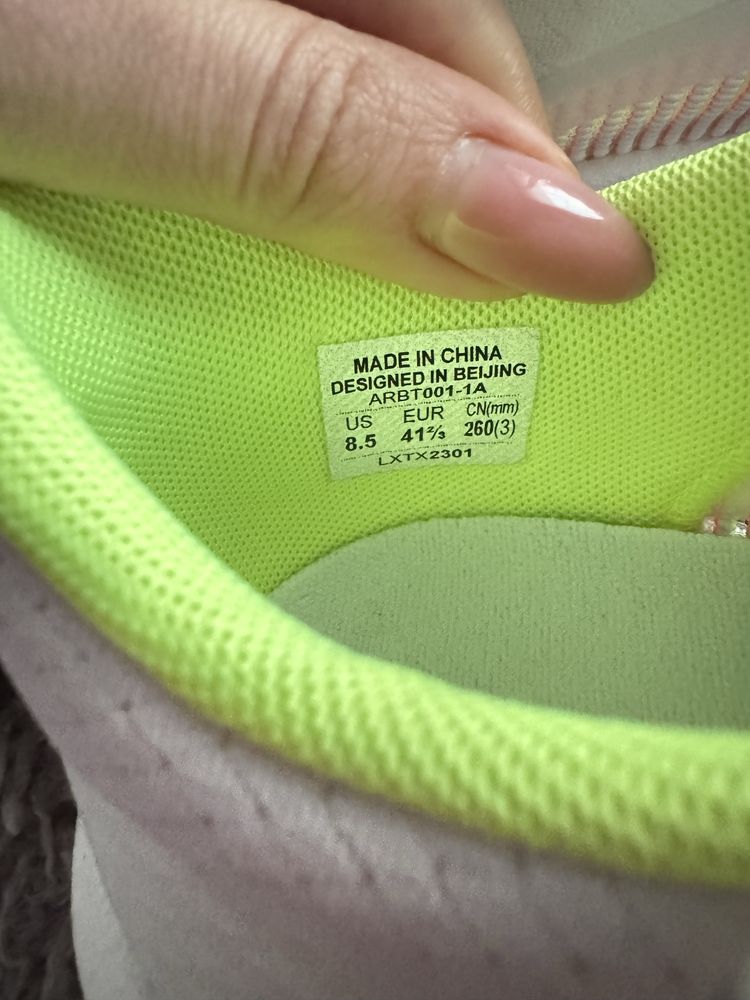 MADE IN CHINA
DESIGNED IN BEIJING
ARBT001-1A
US EUR CN(mm)
8.5 41⅔ 260(3)
LXTX2301